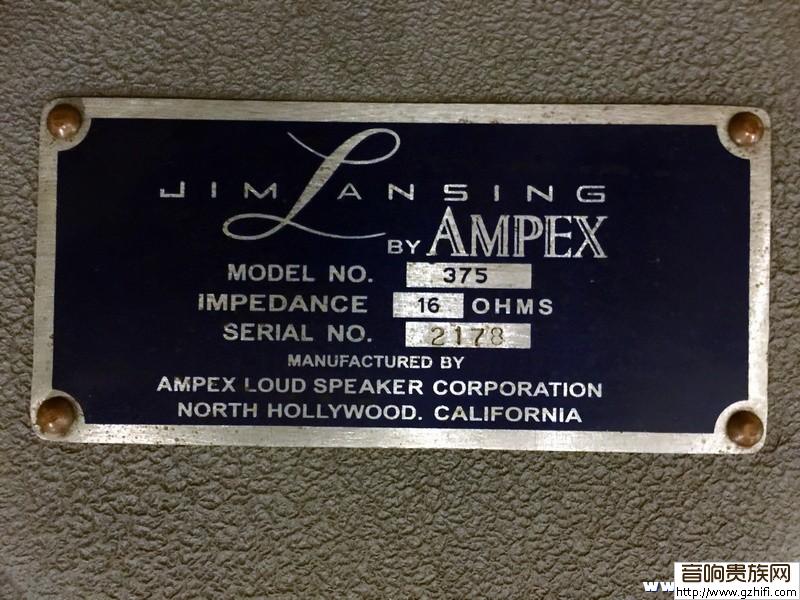 JIM LANSING
BY AMPEX
MODEL NO. 375
IMPEDANCE 16 OHMS
SERIAL NO. 2178
MANUFACTURED BY
AMPEX LOUD SPEAKER CORPORATION
NORTH HOLLYWOOD. CALIFORNIA
音响贵族网
http://www.gzhifi.com